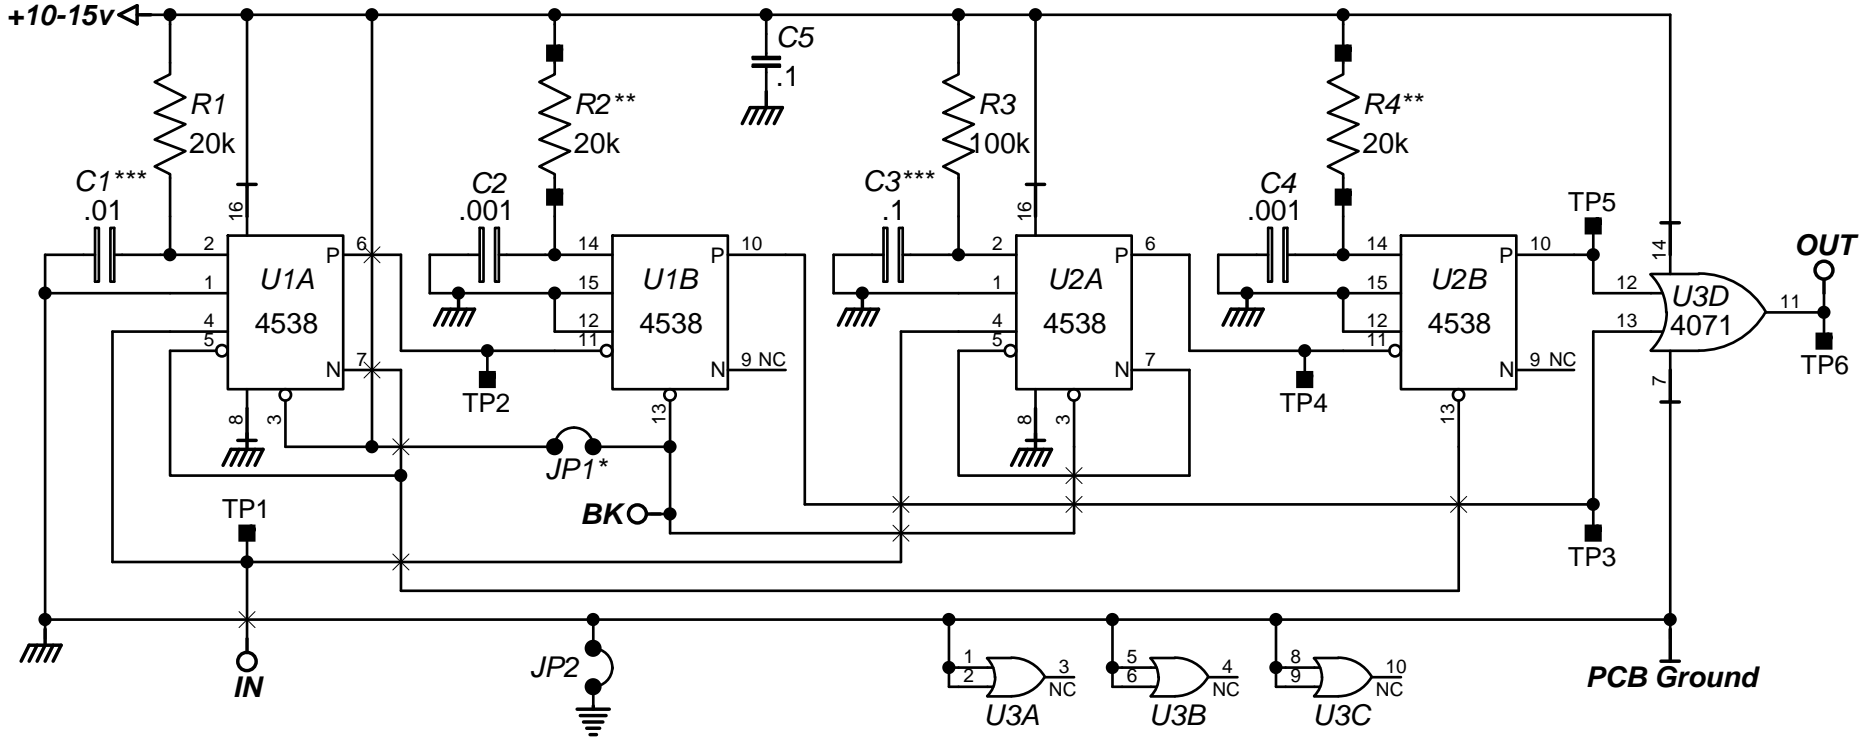 +10-15v
C5
.1
R1
20k
R2**
20k
R3
100k
R4**
20k
C1***
.01
16
C2
.001
C3***
.1
16
C4
.001
TP5
14
OUT
2
P
6
14
P
10
2
P
6
14
P
10
1
U1A
15
U1B
1
U2A
15
U2B
12
U3D
11
4
4538
12
4538
4
4538
12
4538
13
4071
5
11
5
11
N
7
N
9 NC
N
7
N
9 NC
TP6
TP2
TP4
8
3
13
8
3
13
7
JP1*
TP1
BK
TP3
JP2
IN
1
2
3
NC
U3A
5
6
4
NC
U3B
8
9
10
NC
U3C
PCB Ground